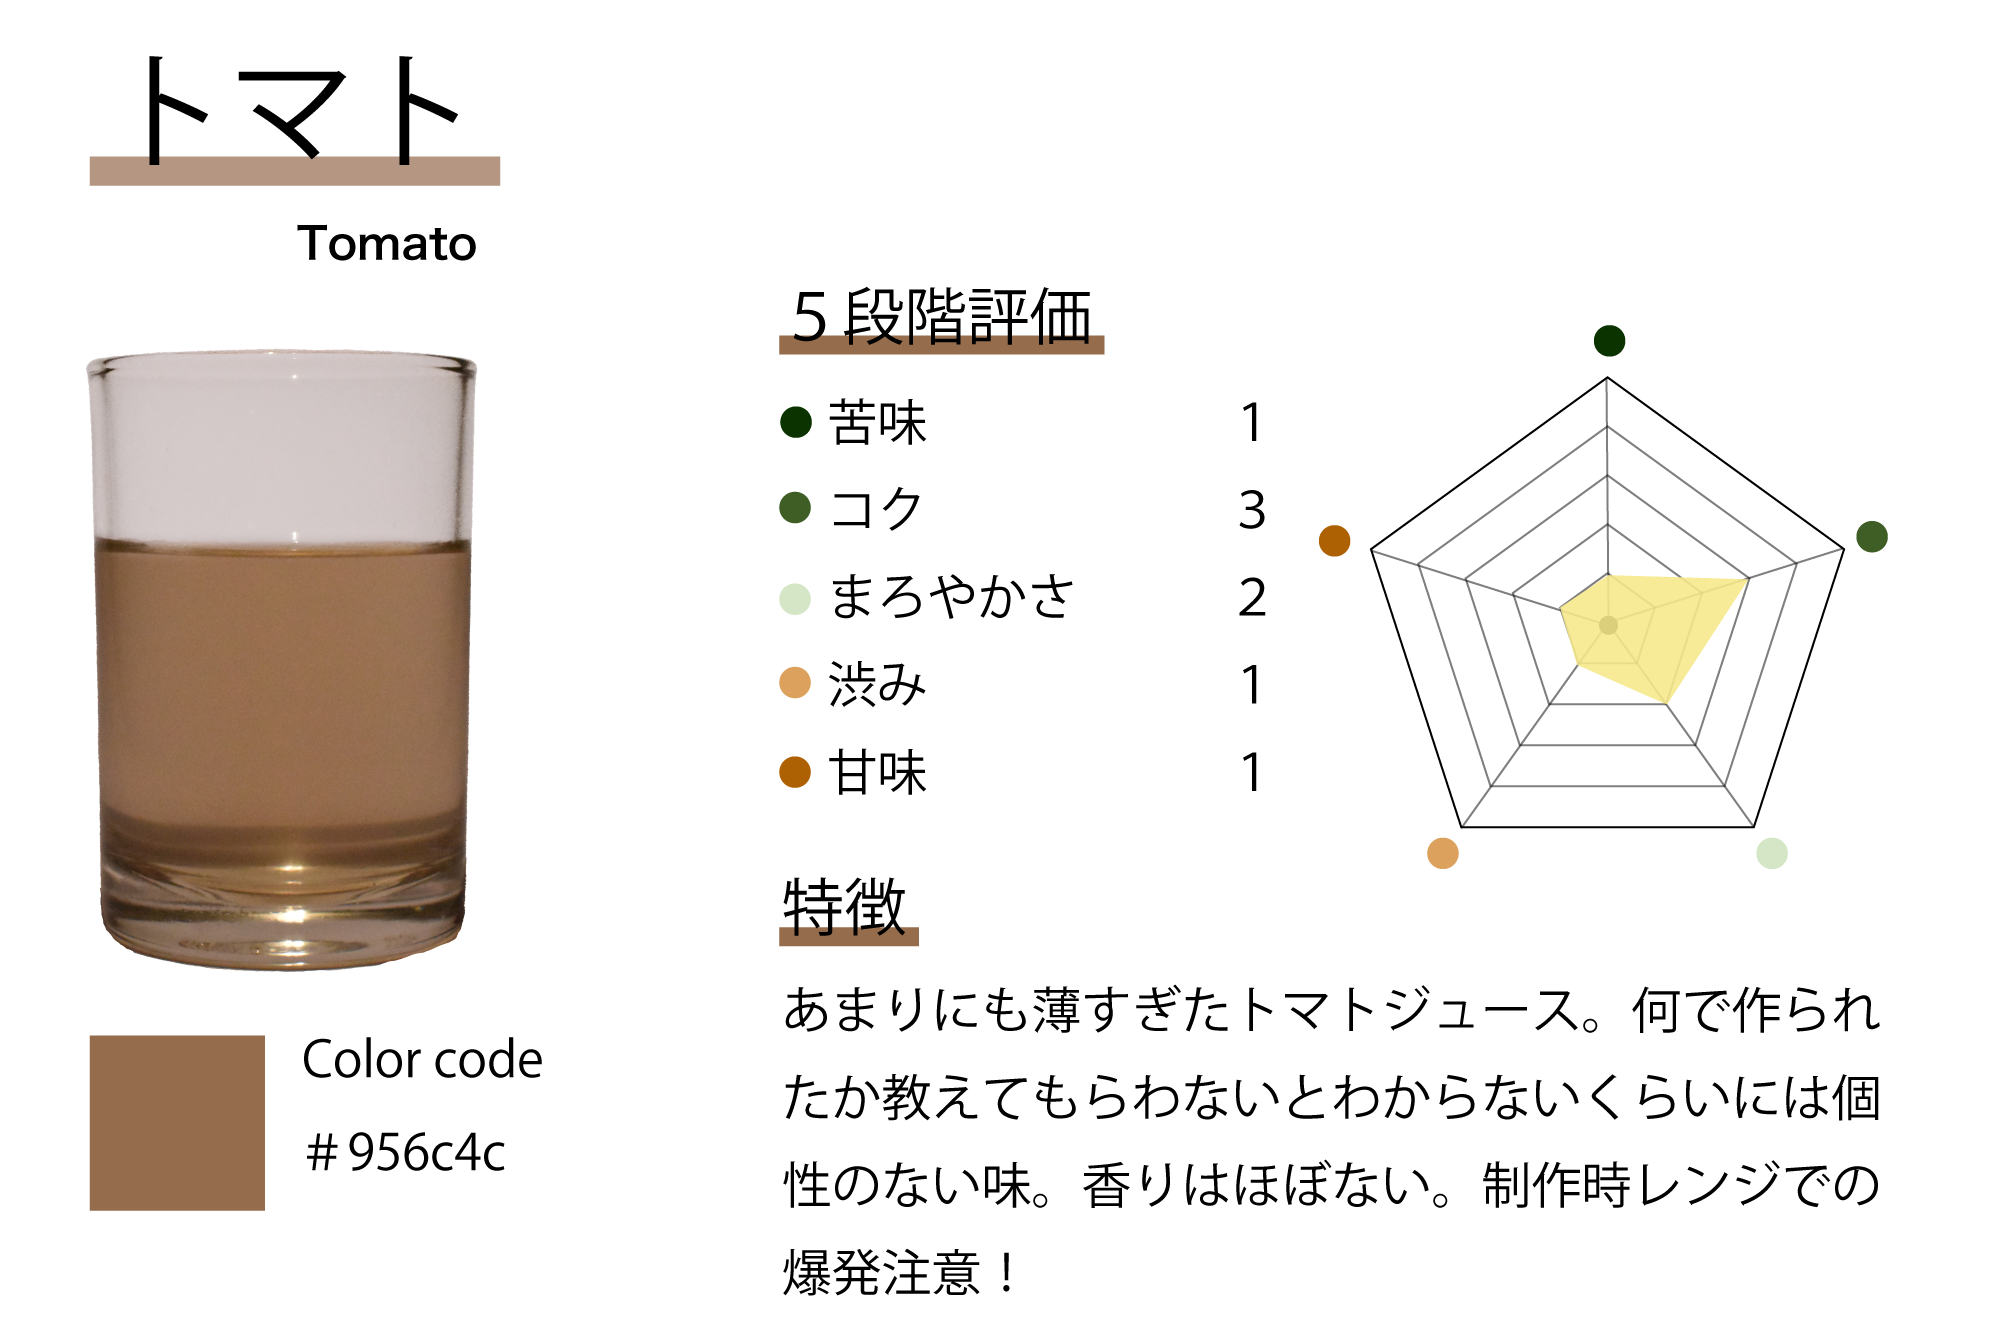 トマト
Tomato
５段階評価
苦味 1
コク 3
まろやかさ 2
渋み 1
甘味 1
特徴
あまりにも薄すぎたトマトジュース。何で作られ
たか教えてもらわないとわからないくらいには個
性のない味。香りはほぼない。制作時レンジでの
爆発注意！
Color code
＃956c4c